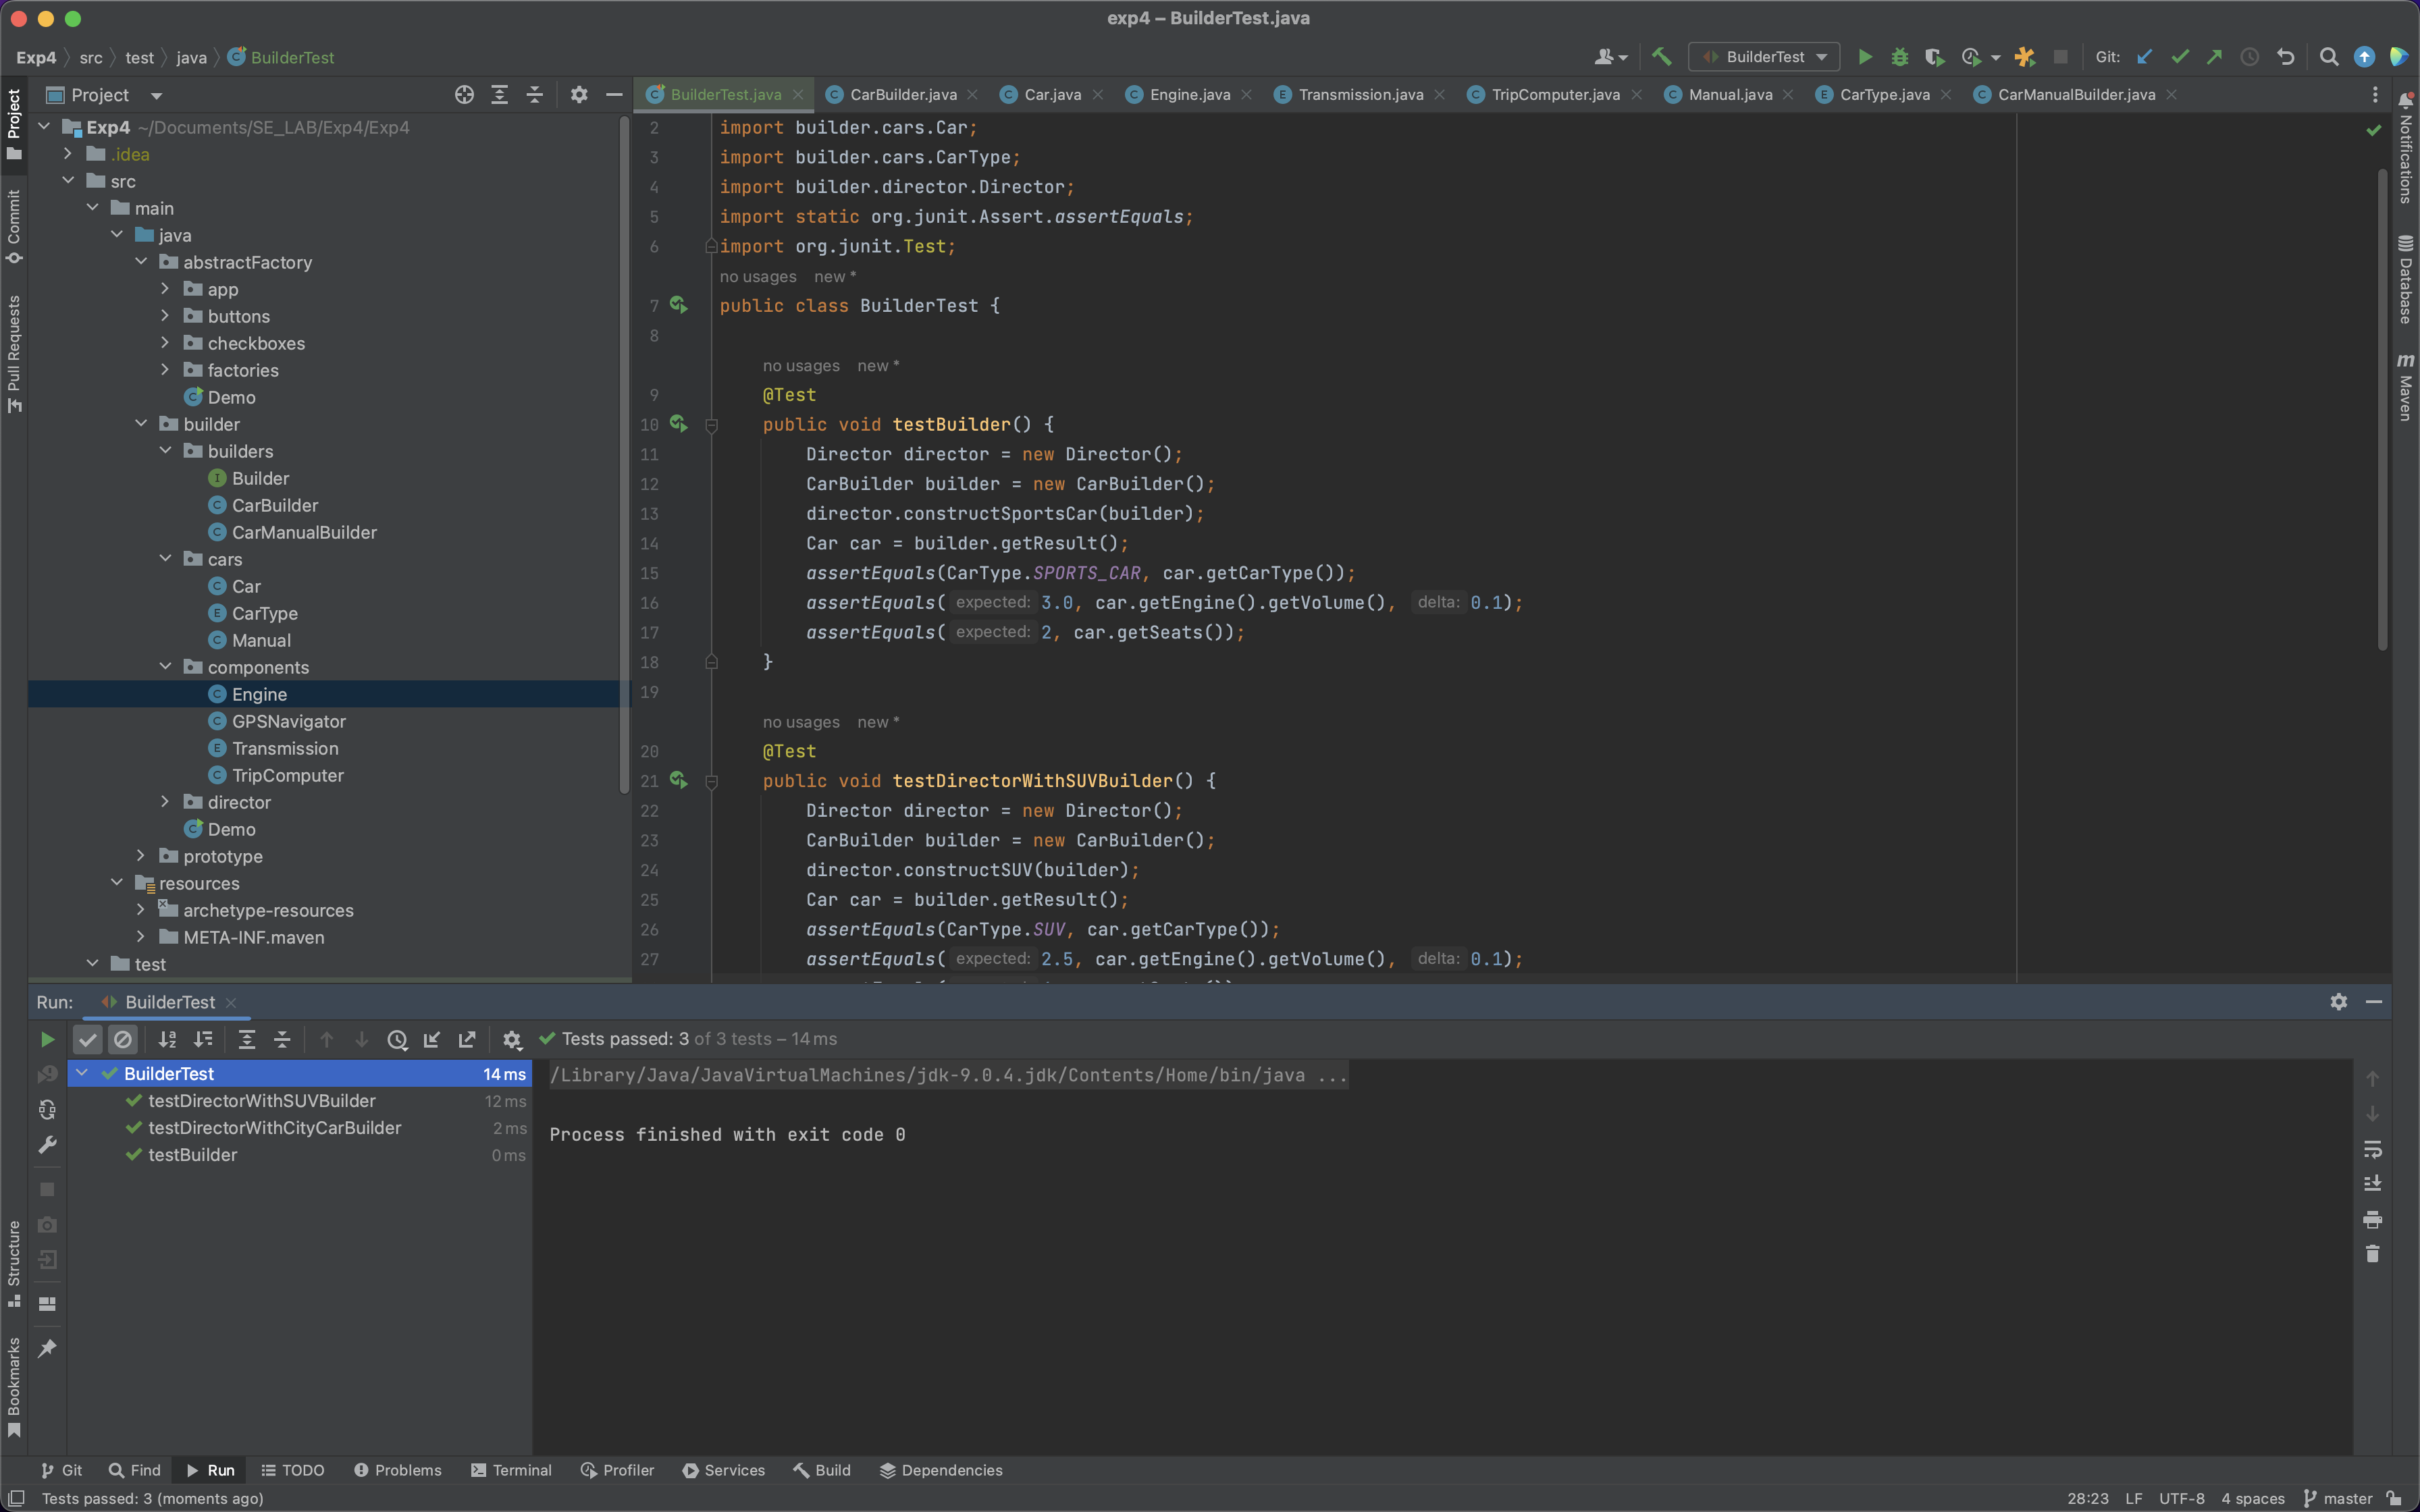 exp4 – BuilderTest.java
Exp4 src test java BuilderTest
BuilderTest Git:
Project
BuilderTest.java CarBuilder.java Car.java Engine.java Transmission.java TripComputer.java Manual.java CarType.java CarManualBuilder.java
Project
Commit
Pull Requests
Exp4 ~/Documents/SE_LAB/Exp4/Exp4
.idea
src
main
java
abstractFactory
app
buttons
checkboxes
factories
Demo
builder
builders
Builder
CarBuilder
CarManualBuilder
cars
Car
CarType
Manual
components
Engine
GPSNavigator
Transmission
TripComputer
director
Demo
prototype
resources
archetype-resources
META-INF.maven
test
2 import builder.cars.Car;
3 import builder.cars.CarType;
4 import builder.director.Director;
5 import static org.junit.Assert.assertEquals;
6 import org.junit.Test;
no usages new *
7 public class BuilderTest {
8
no usages new *
9 @Test
10 public void testBuilder() {
11 Director director = new Director();
12 CarBuilder builder = new CarBuilder();
13 director.constructSportsCar(builder);
14 Car car = builder.getResult();
15 assertEquals(CarType.SPORTS_CAR, car.getCarType());
16 assertEquals( expected: 3.0, car.getEngine().getVolume(), delta: 0.1);
17 assertEquals( expected: 2, car.getSeats());
18 }
19
no usages new *
20 @Test
21 public void testDirectorWithSUVBuilder() {
22 Director director = new Director();
23 CarBuilder builder = new CarBuilder();
24 director.constructSUV(builder);
25 Car car = builder.getResult();
26 assertEquals(CarType.SUV, car.getCarType());
27 assertEquals( expected: 2.5, car.getEngine().getVolume(), delta: 0.1);
Notifications
Database
m Maven
Run: BuilderTest
Tests passed: 3 of 3 tests – 14 ms
BuilderTest 14 ms
testDirectorWithSUVBuilder 12 ms
testDirectorWithCityCarBuilder 2 ms
testBuilder 0 ms
/Library/Java/JavaVirtualMachines/jdk-9.0.4.jdk/Contents/Home/bin/java ...
Process finished with exit code 0
Structure
Bookmarks
Git Find Run TODO Problems Terminal Profiler Services Build Dependencies
Tests passed: 3 (moments ago) 28:23 LF UTF-8 4 spaces master